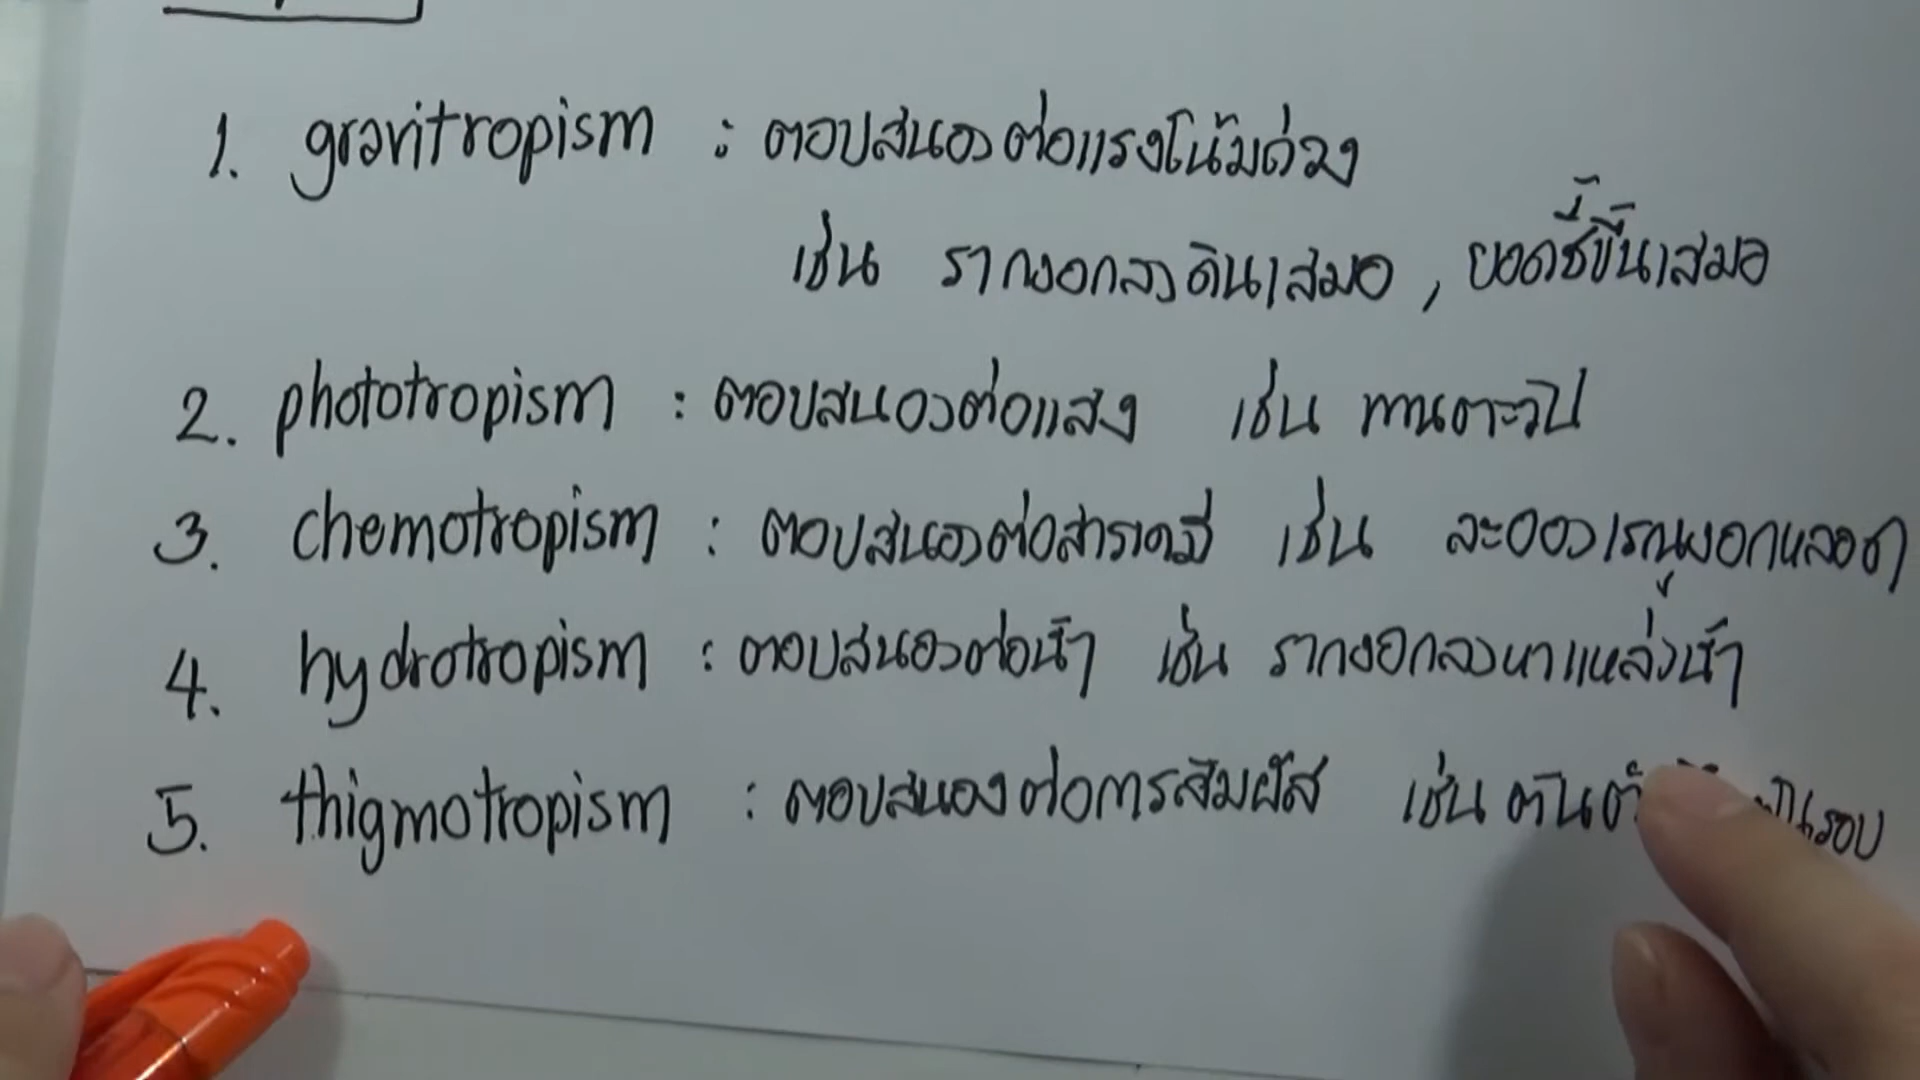 1. gravitropism : ตอบสนองต่อแรงโน้มถ่วง
เช่น รากงอกลงดินเสมอ , ยอดชี้ขึ้นเสมอ
2. phototropism : ตอบสนองต่อแสง เช่น ทานตะวัน
3. chemotropism : ตอบสนองต่อสารเคมี เช่น ละอองเรณูงอกหลอด
4. hydrotropism : ตอบสนองต่อน้ำ เช่น รากงอกลงหาแหล่งน้ำ
5. thigmotropism : ตอบสนองต่อการสัมผัส เช่น รอบ